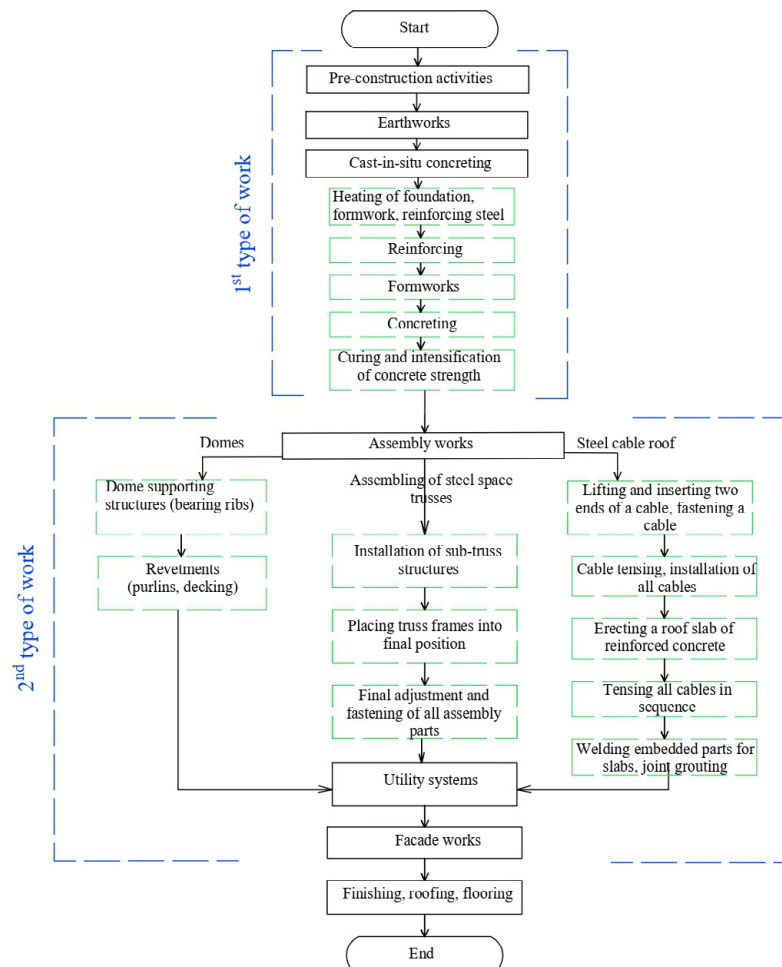 Start
Pre-construction activities
Earthworks
Cast-in-situ concreting
Heating of foundation,
formwork, reinforcing steel
Reinforcing
Formworks
Concreting
Curing and intensification
of concrete strength
1st type of work
Assembly works
Domes
Dome supporting
structures (bearing ribs)
Revetments
(purlins, decking)
Assembling of steel space
trusses
Installation of sub-truss
structures
Placing truss frames into
final position
Final adjustment and
fastening of all assembly
parts
Steel cable roof
Lifting and inserting two
ends of a cable, fastening a
cable
Cable tensing, installation of
all cables
Erecting a roof slab of
reinforced concrete
Tensing all cables in
sequence
Welding embedded parts for
slabs, joint grouting
2nd type of work
Utility systems
Facade works
Finishing, roofing, flooring
End